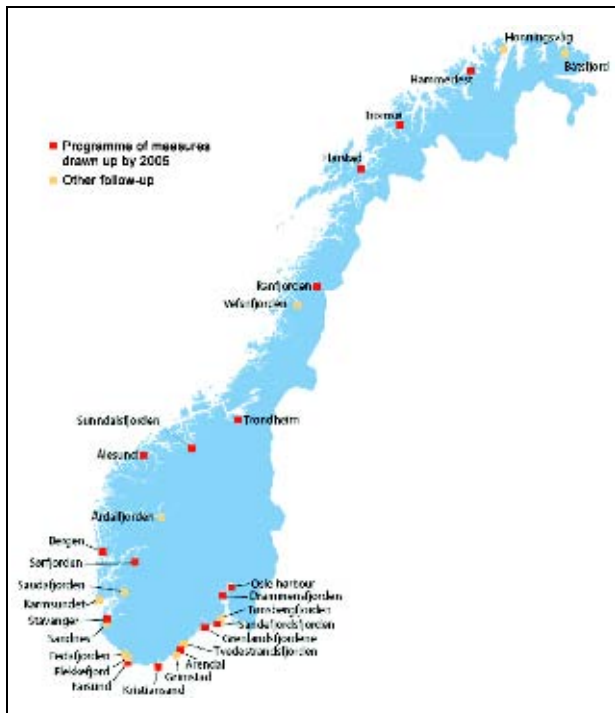 Honningsvåg
Båtsfjord
Hammerfest
Tromsø
Harstad
Programme of measures
drawn up by 2005
Other follow-up
Ranfjorden
Vefsnfjorden
Sunndalsfjorden
Trondheim
Ålesund
Årdalfjorden
Bergen
Sørfjorden
Saudafjorden
Karmsundet
Stavanger
Sandnes
Fedafjorden
Flekkefjord
Farsund
Kristiansand
Oslo harbour
Drammensfjorden
Tønsbergfjorden
Sandefjordsfjorden
Grenlandsfjordene
Tvedestrandsfjorden
Arendal
Grimstad